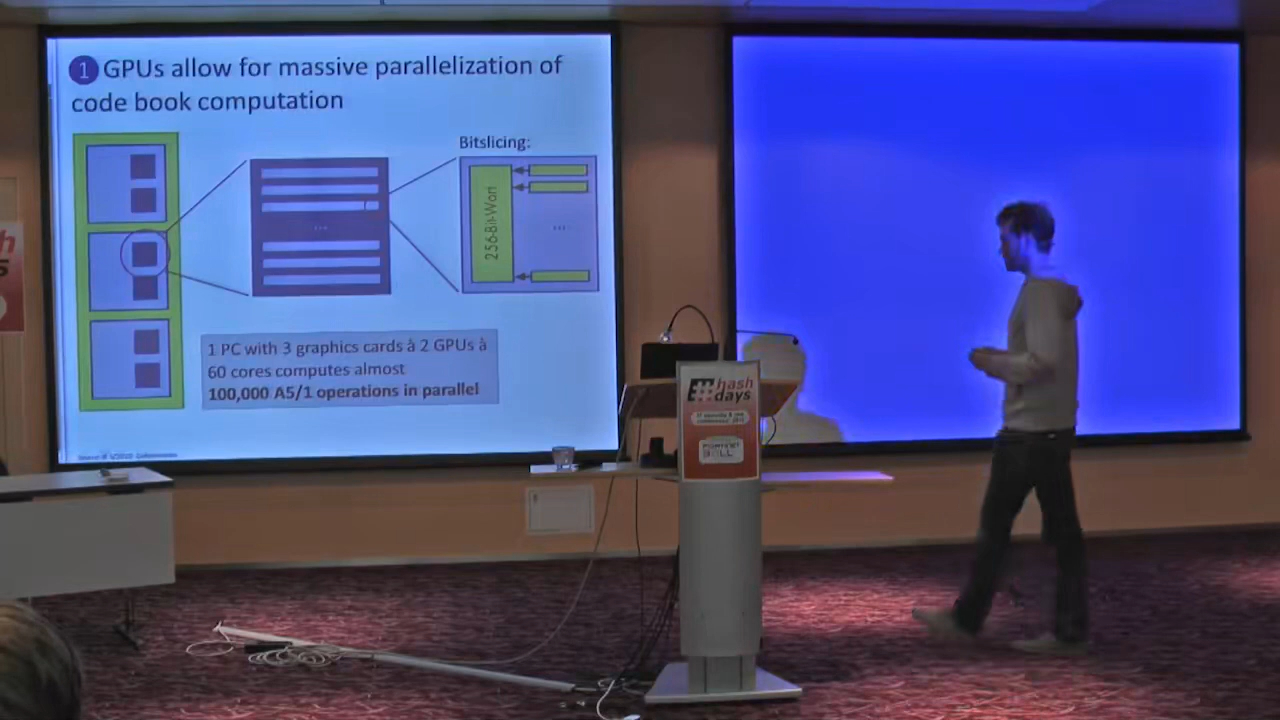 1 GPUs allow for massive parallelization of
code book computation
Bitslicing:
256-Bit-Wort
...
...
1 PC with 3 graphics cards à 2 GPUs à
60 cores computes almost
100,000 A5/1 operations in parallel
# hash
days